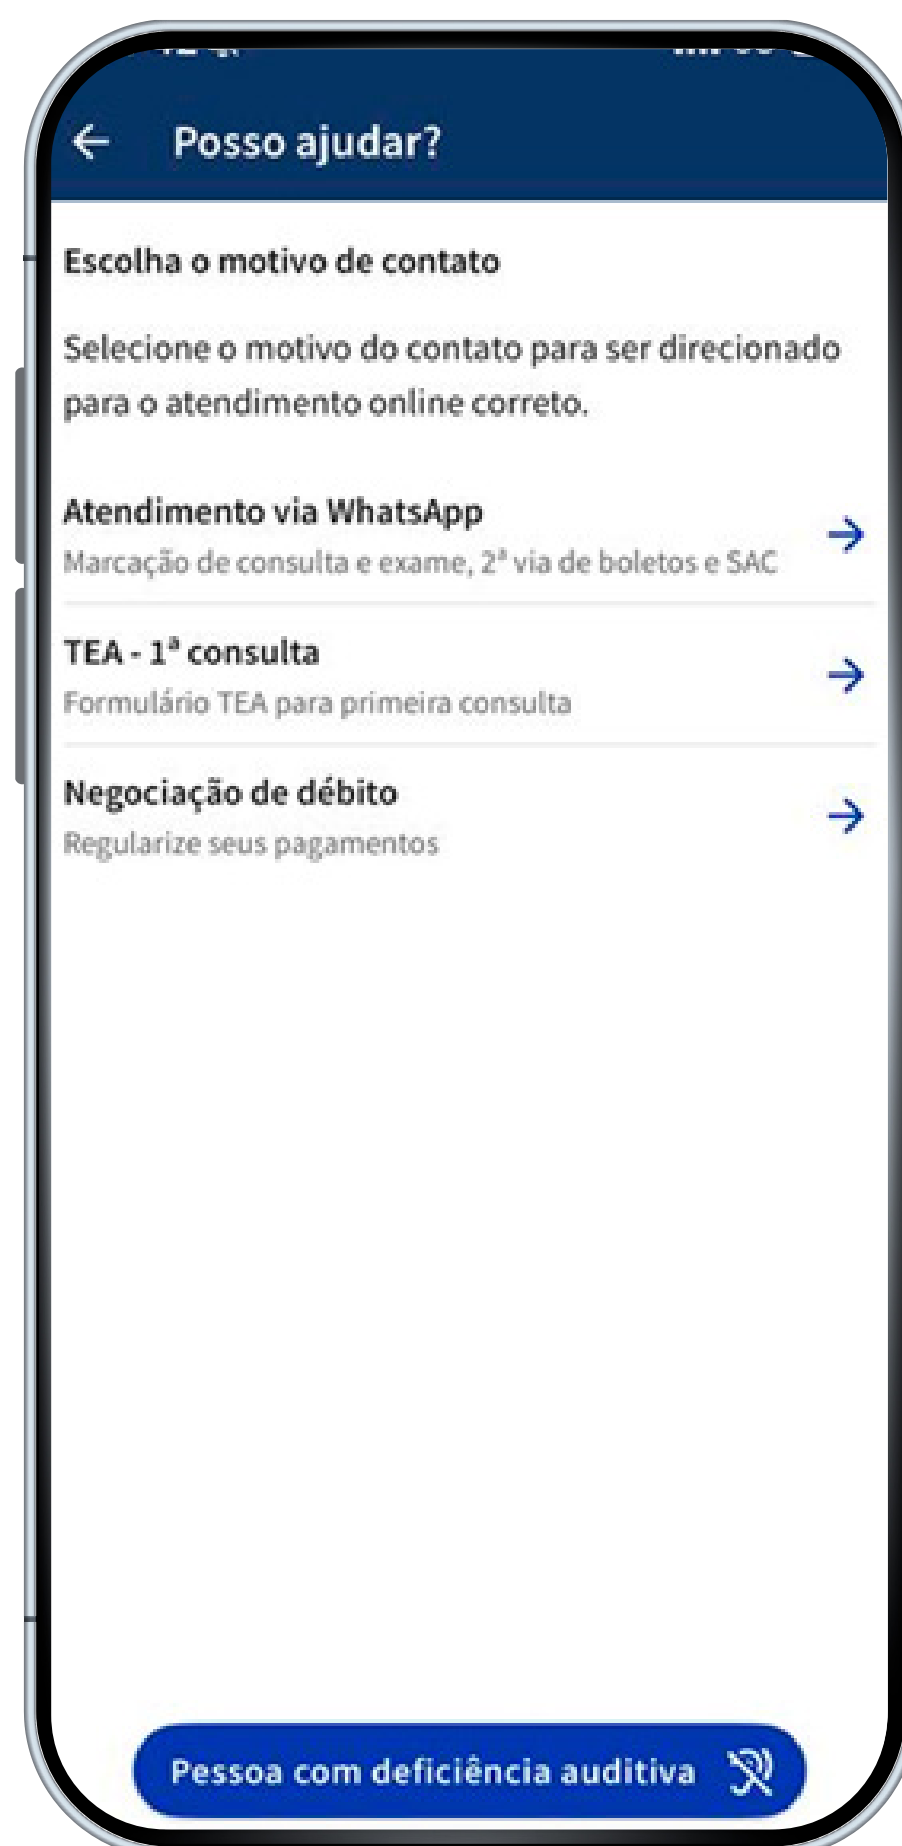 Posso ajudar?
Escolha o motivo de contato
Selecione o motivo do contato para ser direcionado
para o atendimento online correto.
Atendimento via WhatsApp
Marcação de consulta e exame, 2ª via de boletos e SAC
TEA - 1ª consulta
Formulário TEA para primeira consulta
Negociação de débito
Regularize seus pagamentos
Pessoa com deficiência auditiva